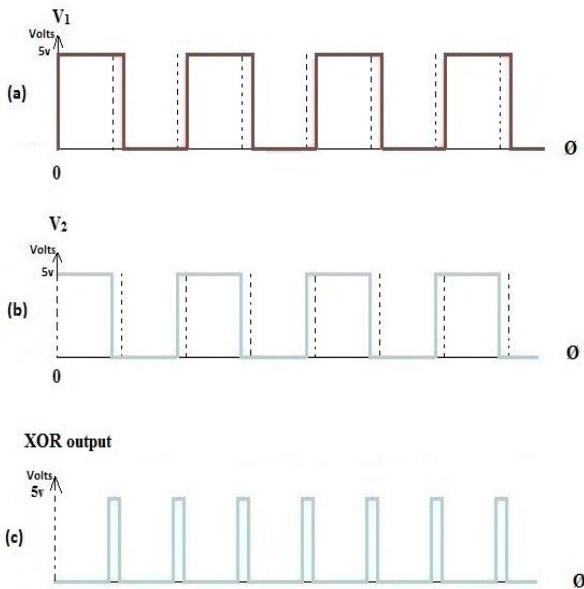 V1
Volts
5v
(a)
0
Ø
V2
Volts
5v
(b)
0
Ø
XOR output
Volts
5v
(c)
Ø